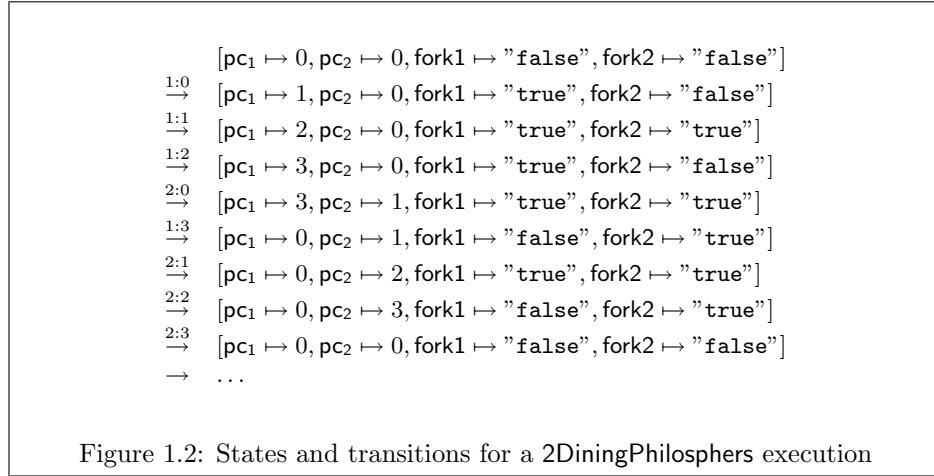 [pc₁ ↦ 0, pc₂ ↦ 0, fork1 ↦ ”false”, fork2 ↦ ”false”]
1:0→ [pc₁ ↦ 1, pc₂ ↦ 0, fork1 ↦ ”true”, fork2 ↦ ”false”]
1:1→ [pc₁ ↦ 2, pc₂ ↦ 0, fork1 ↦ ”true”, fork2 ↦ ”true”]
1:2→ [pc₁ ↦ 3, pc₂ ↦ 0, fork1 ↦ ”true”, fork2 ↦ ”false”]
2:0→ [pc₁ ↦ 3, pc₂ ↦ 1, fork1 ↦ ”true”, fork2 ↦ ”true”]
1:3→ [pc₁ ↦ 0, pc₂ ↦ 1, fork1 ↦ ”false”, fork2 ↦ ”true”]
2:1→ [pc₁ ↦ 0, pc₂ ↦ 2, fork1 ↦ ”true”, fork2 ↦ ”true”]
2:2→ [pc₁ ↦ 0, pc₂ ↦ 3, fork1 ↦ ”false”, fork2 ↦ ”true”]
2:3→ [pc₁ ↦ 0, pc₂ ↦ 0, fork1 ↦ ”false”, fork2 ↦ ”false”]
→ ...
Figure 1.2: States and transitions for a 2DiningPhilosphers execution